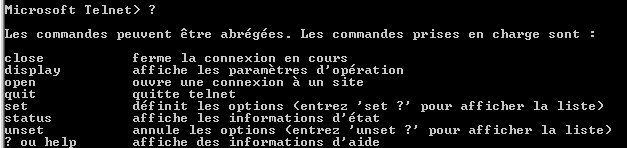 Microsoft Telnet> ?
Les commandes peuvent être abrégées. Les commandes prises en charge sont :
close ferme la connexion en cours
display affiche les paramètres d'opération
open ouvre une connexion à un site
quit quitte telnet
set définit les options (entrez 'set ?' pour afficher la liste)
status affiche les informations d'état
unset annule les options (entrez 'unset ?' pour afficher la liste)
? ou help affiche des informations d'aide